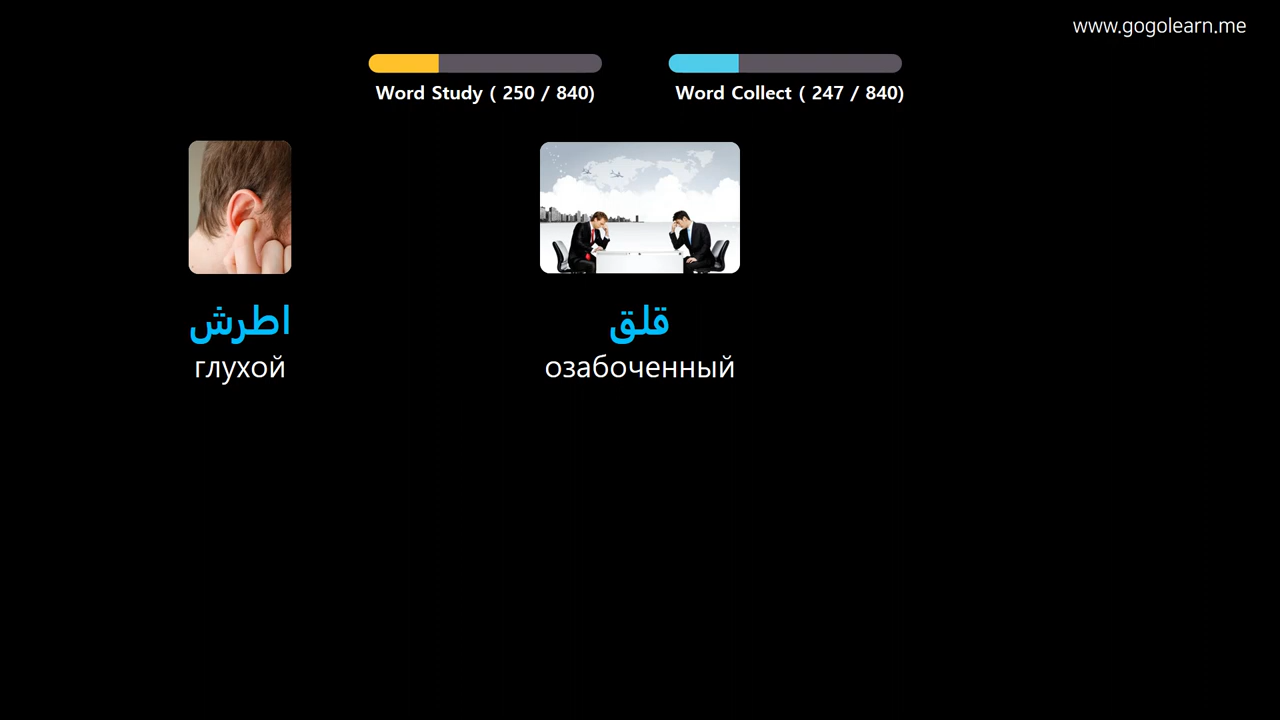 www.gogolearn.me
Word Study ( 250 / 840)
Word Collect ( 247 / 840)
اطرش
глухой
قلق
озабоченный